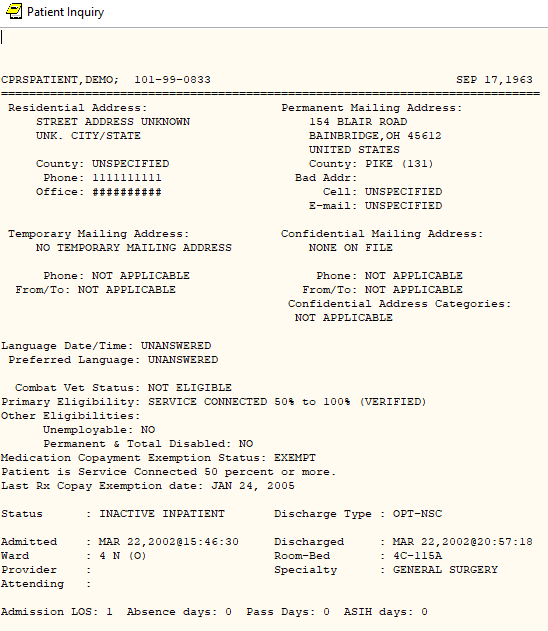 Patient Inquiry
CPRSPATIENT,DEMO;  101-99-0833                                   SEP 17,1963
=============================================================================
 Residential Address:                   Permanent Mailing Address:
     STREET ADDRESS UNKNOWN                 154 BLAIR ROAD
     UNK. CITY/STATE                        BAINBRIDGE,OH 45612
                                            UNITED STATES
     County: UNSPECIFIED                    County: PIKE (131)
      Phone: 1111111111                   Bad Addr:
     Office: ##########                       Cell: UNSPECIFIED
                                            E-mail: UNSPECIFIED
 Temporary Mailing Address:             Confidential Mailing Address:
     NO TEMPORARY MAILING ADDRESS           NONE ON FILE
      Phone: NOT APPLICABLE                  Phone: NOT APPLICABLE
  From/To: NOT APPLICABLE                  From/To: NOT APPLICABLE
                                         Confidential Address Categories:
                                          NOT APPLICABLE
Language Date/Time: UNANSWERED
 Preferred Language: UNANSWERED
  Combat Vet Status: NOT ELIGIBLE
Primary Eligibility: SERVICE CONNECTED 50% to 100% (VERIFIED)
Other Eligibilities:
      Unemployable: NO
      Permanent & Total Disabled: NO
Medication Copayment Exemption Status: EXEMPT
Patient is Service Connected 50 percent or more.
Last Rx Copay Exemption date: JAN 24, 2005
Status      : INACTIVE INPATIENT       Discharge Type : OPT-NSC
Admitted    : MAR 22,2002@15:46:30     Discharged     : MAR 22,2002@20:57:18
Ward        : 4 N (O)                  Room-Bed       : 4C-115A
Provider    :                          Specialty      : GENERAL SURGERY
Attending   :
Admission LOS: 1  Absence days: 0  Pass Days: 0  ASIH days: 0